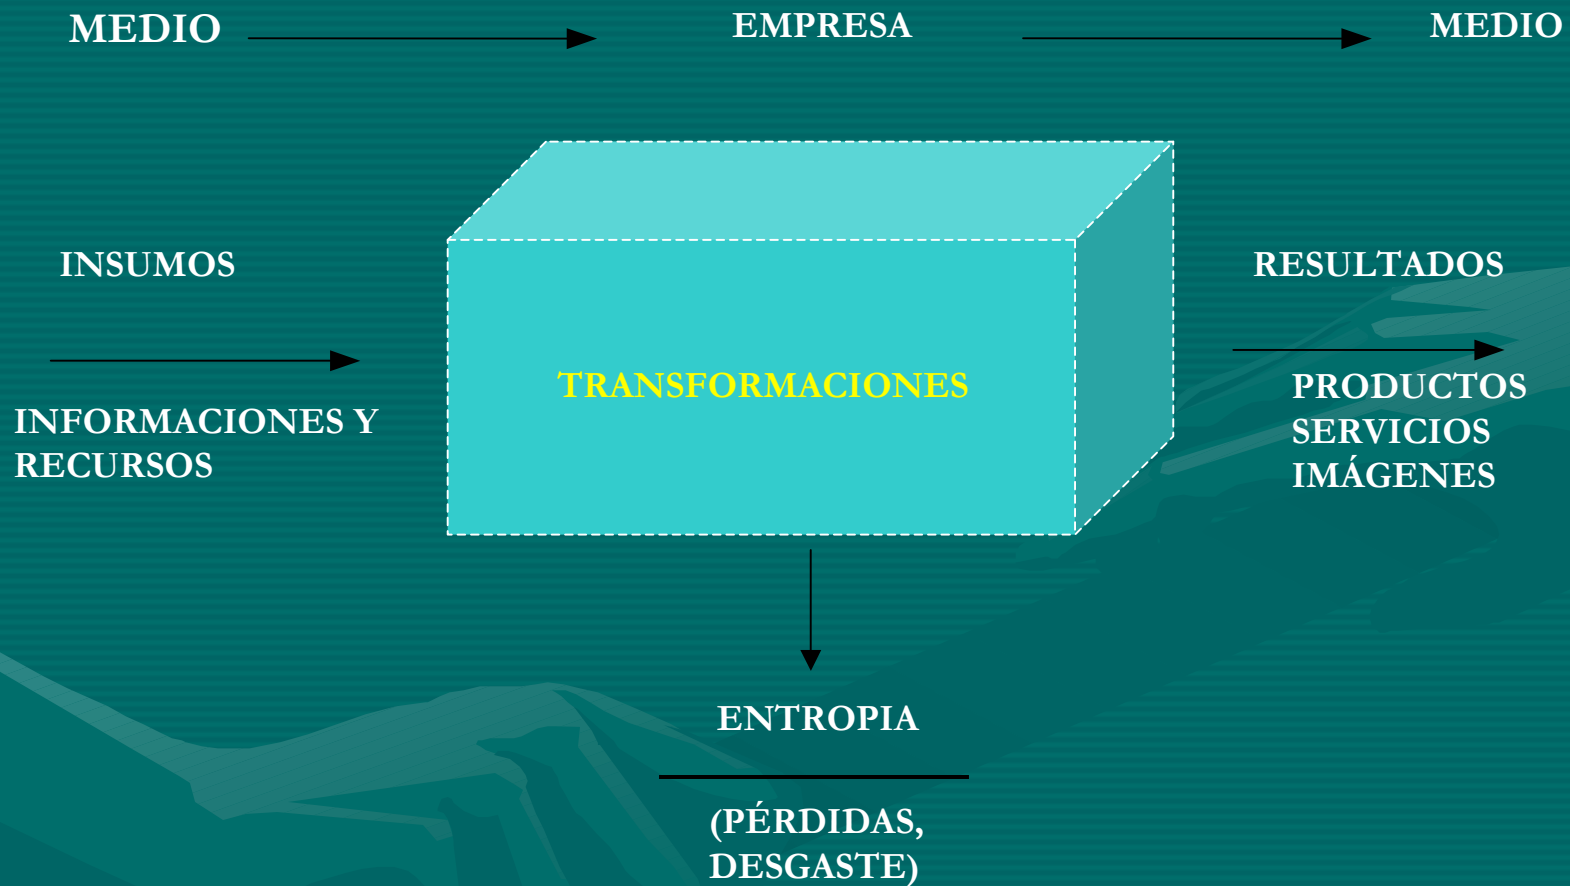 MEDIO
EMPRESA
MEDIO
INSUMOS
INFORMACIONES Y
RECURSOS
TRANSFORMACIONES
RESULTADOS
PRODUCTOS
SERVICIOS
IMÁGENES
ENTROPIA
(PÉRDIDAS,
DESGASTE)